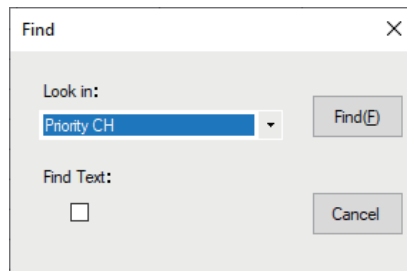 Find
Look in:
Priority CH
Find(F)
Find Text:
Cancel